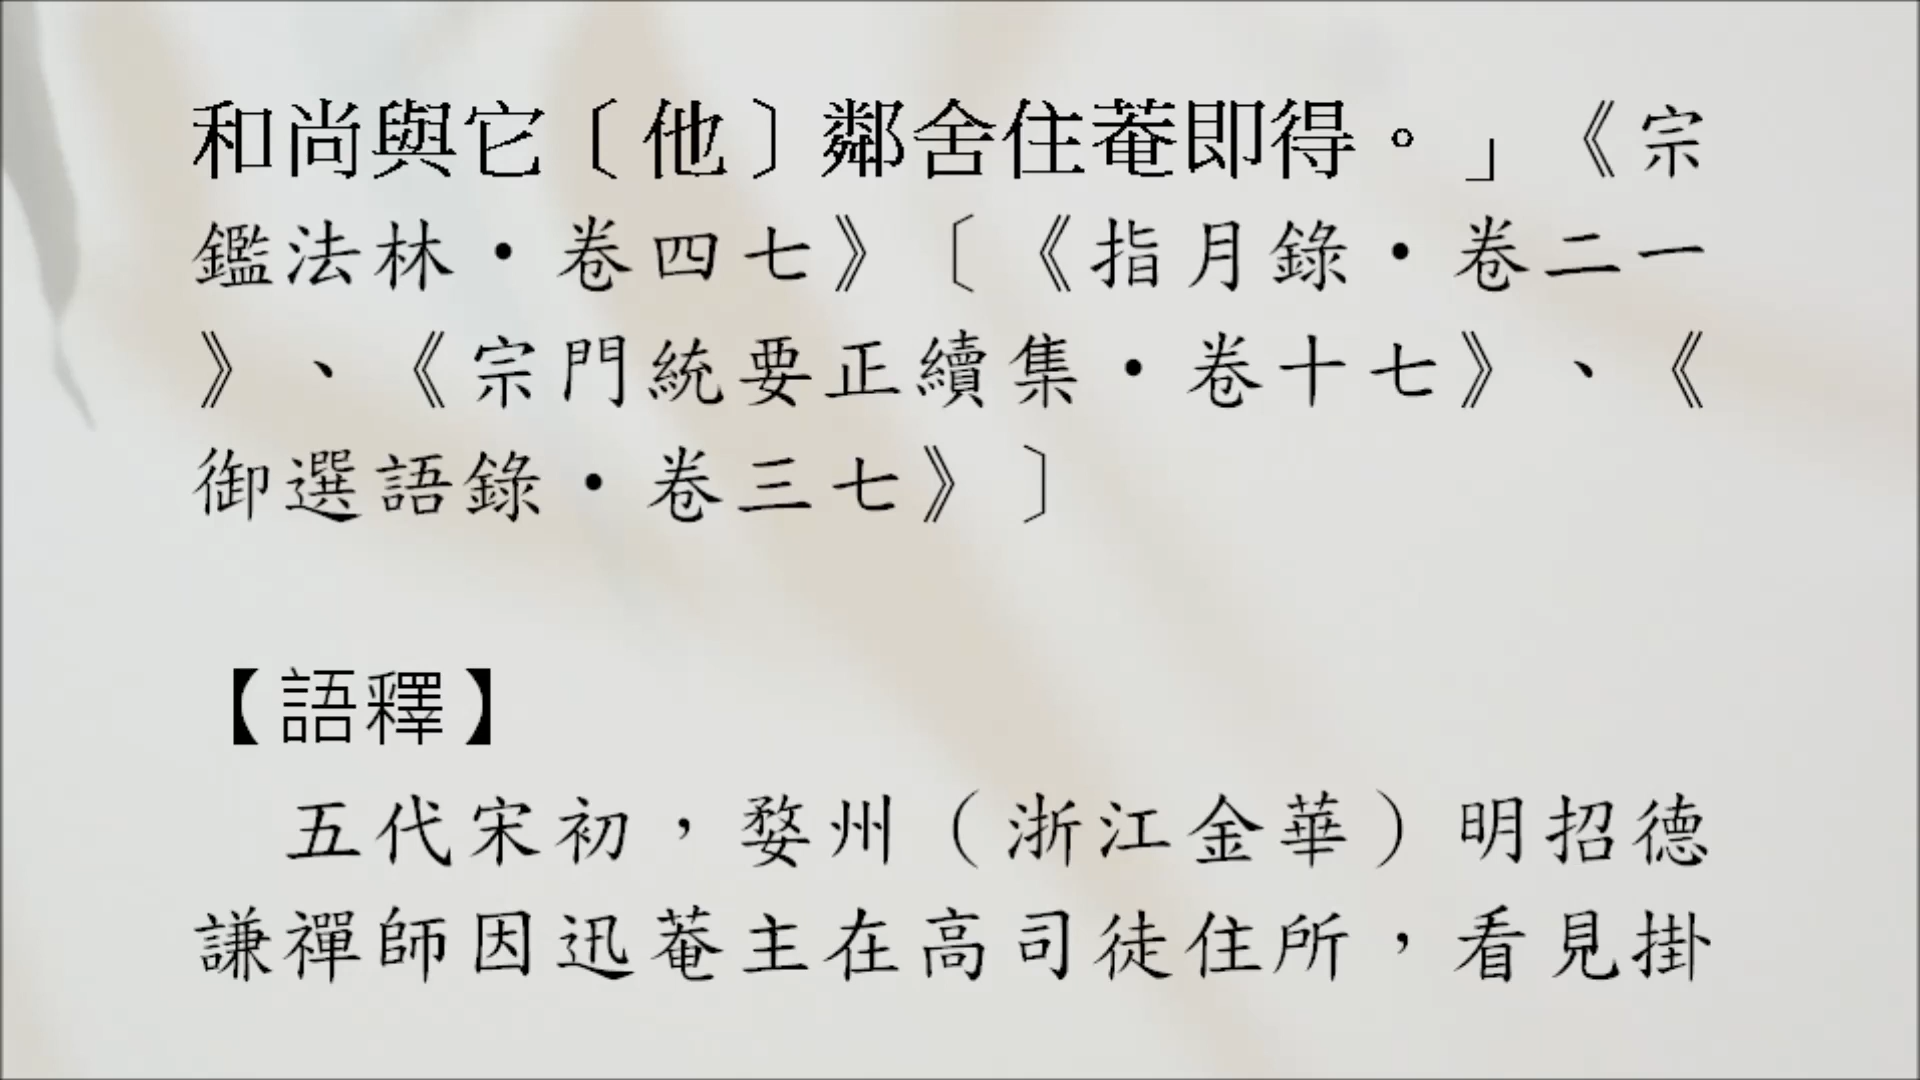 和尚與它〔他〕鄰舍住菴即得。」《宗
鑑法林・卷四七》〔《指月錄・卷二一
》、《宗門統要正續集・卷十七》、《
御選語錄・卷三七》〕
【語釋】
五代宋初，婺州（浙江金華）明招德
謙禪師因迅菴主在高司徒住所，看見掛